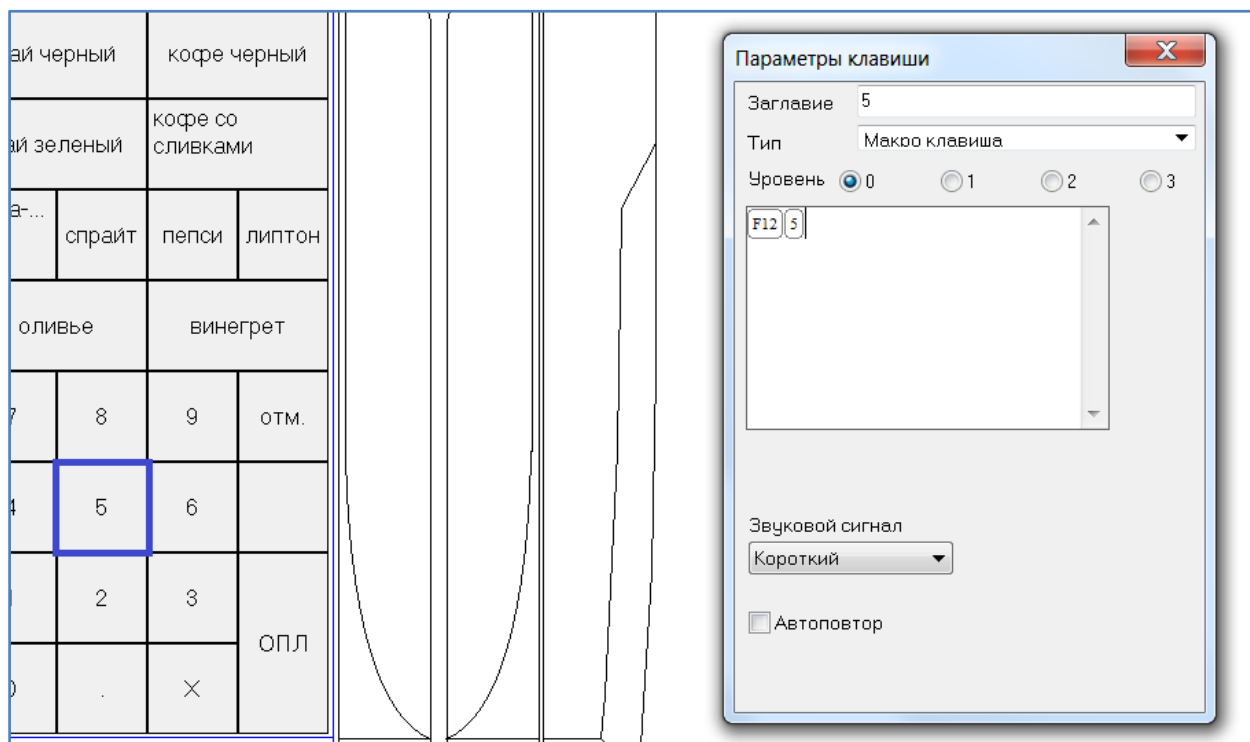 ай черный
кофе черный
ай зеленый
кофе со
сливками
а-...
спрайт
пепси
липтон
оливье
винегрет
7
8
9
отм.
4
5
6
2
3
опл
.
X
Параметры клавиши
Заглавие 5
Тип Макро клавиша
Уровень 0 1 2 3
F12 5
Звуковой сигнал
Короткий
Автоповтор